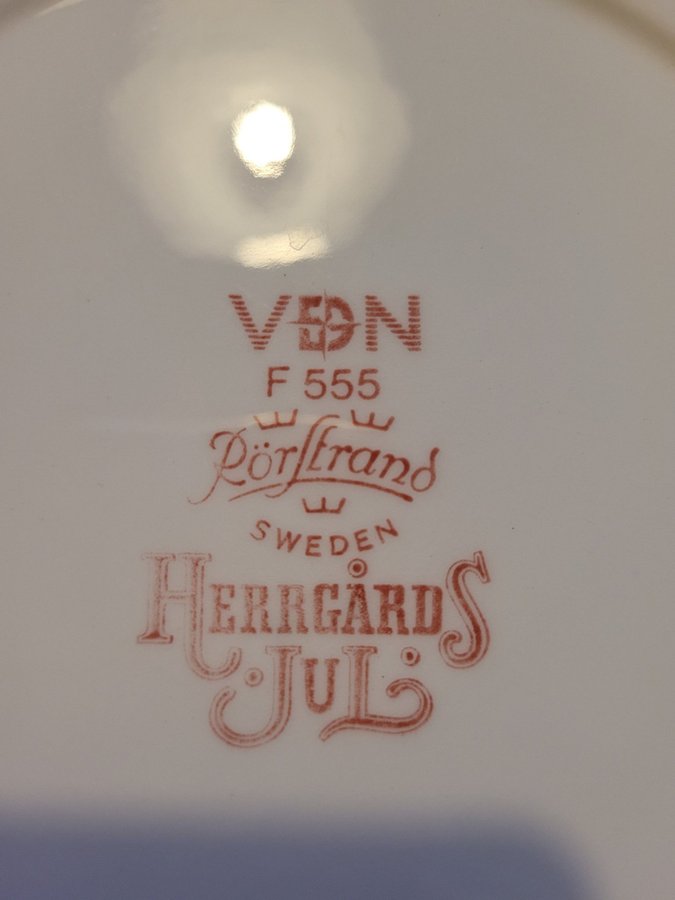 VDN
F 555
Rörstrand
SWEDEN
HERRGÅRDS
JUL